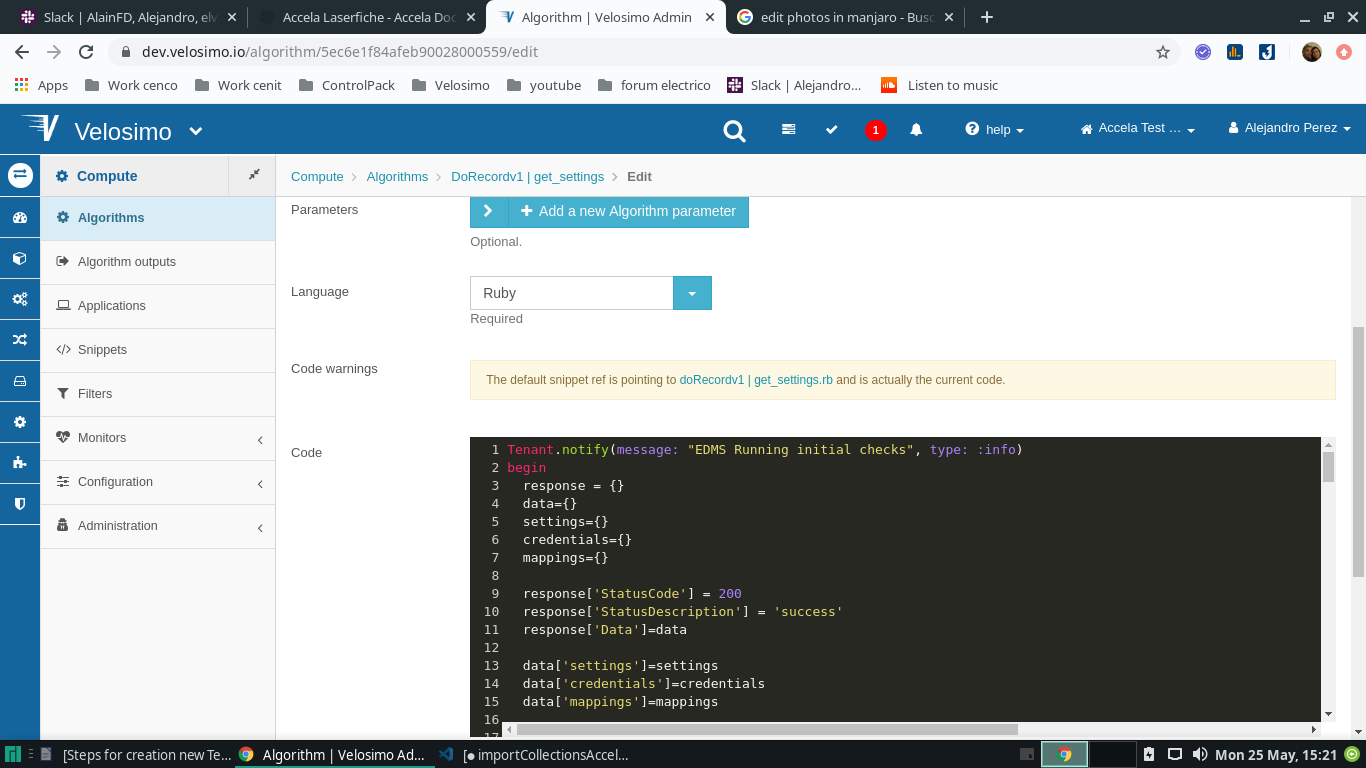 Slack | AlainFD, Alejandro, elv
Accela Laserfiche - Accela Doc
Algorithm | Velosimo Admin
edit photos in manjaro - Busc
dev.velosimo.io/algorithm/5ec6e1f84afeb90028000559/edit
Apps
Work cenco
Work cenit
ControlPack
Velosimo
youtube
forum electrico
Slack | Alejandro...
Listen to music
Velosimo
1
help
Accela Test ...
Alejandro Perez
Compute
Compute
Algorithms
DoRecordv1 | get_settings
Edit
Algorithms
Algorithm outputs
Applications
Snippets
Filters
Monitors
Configuration
Administration
Parameters
Add a new Algorithm parameter
Optional.
Language
Ruby
Required
Code warnings
The default snippet ref is pointing to doRecordv1 | get_settings.rb and is actually the current code.
Code
1 Tenant.notify(message: "EDMS Running initial checks", type: :info)
2 begin
3 response = {}
4 data={}
5 settings={}
6 credentials={}
7 mappings={}
8
9 response['StatusCode'] = 200
10 response['StatusDescription'] = 'success'
11 response['Data']=data
12
13 data['settings']=settings
14 data['credentials']=credentials
15 data['mappings']=mappings
16
17
[Steps for creation new Te...
Algorithm | Velosimo Ad...
[● importCollectionsAccel...
Mon 25 May, 15:21